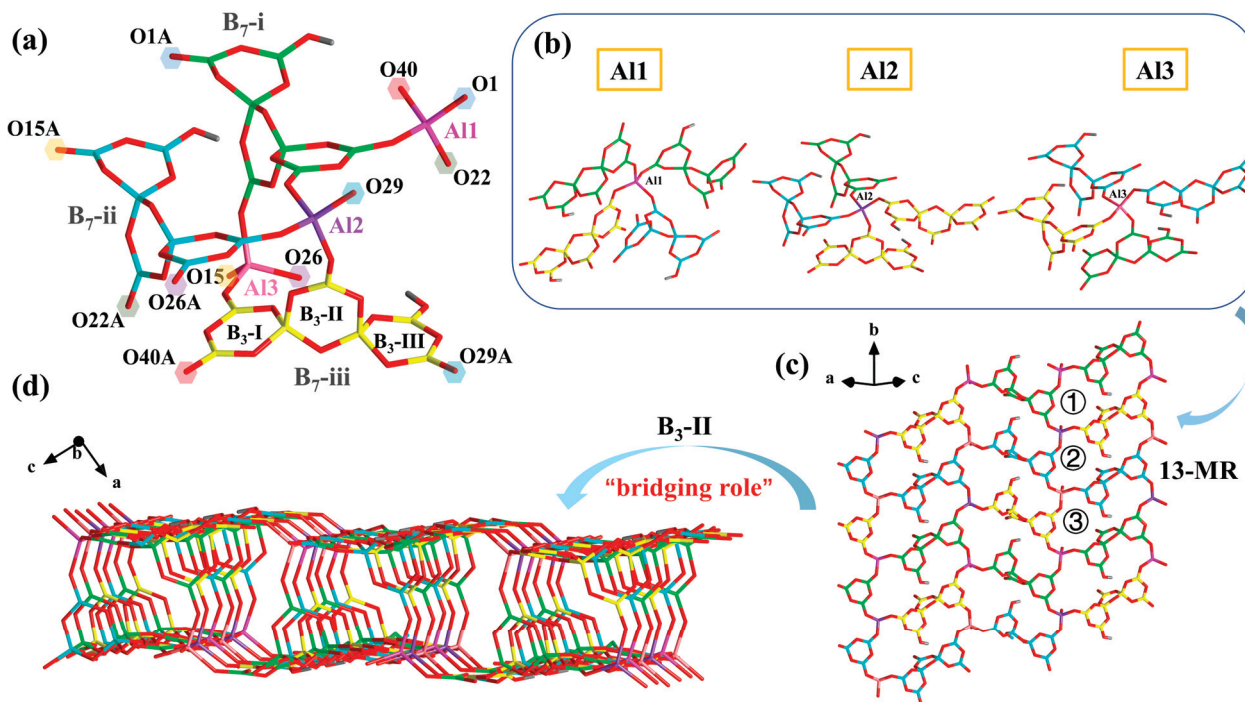 (a)
B7-i
O1A
O40
O1
Al1
O22
O15A
B7-ii
O29
Al2
O15
O26
Al3
O26A
O22A
B3-I
B3-II
B3-III
O40A
O29A
B7-iii
(b)
Al1
Al2
Al3
Al1
Al2
Al3
(c)
b
a
c
①
②
③
13-MR
B3-II
“bridging role”
(d)
b
c
a